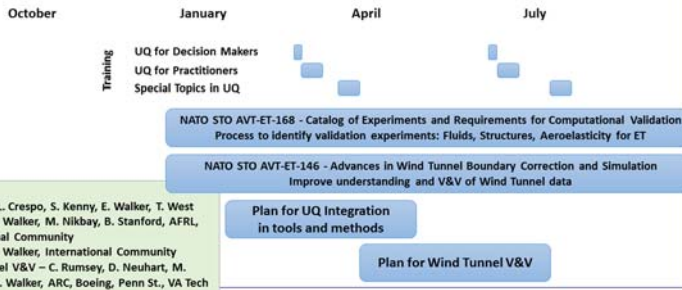 October January April July
Training
UQ for Decision Makers
UQ for Practitioners
Special Topics in UQ
NATO STO AVT-ET-168 - Catalog of Experiments and Requirements for Computational Validation
Process to identify validation experiments: Fluids, Structures, Aeroelasticity for ET
NATO STO AVT-ET-146 - Advances in Wind Tunnel Boundary Correction and Simulation
Improve understanding and V&V of Wind Tunnel data
. Crespo, S. Kenny, E. Walker, T. West
Walker, M. Nikbay, B. Stanford, AFRL,
al Community
Walker, International Community
el V&V – C. Rumsey, D. Neuhart, M.
. Walker, ARC, Boeing, Penn St., VA Tech
Plan for UQ Integration
in tools and methods
Plan for Wind Tunnel V&V